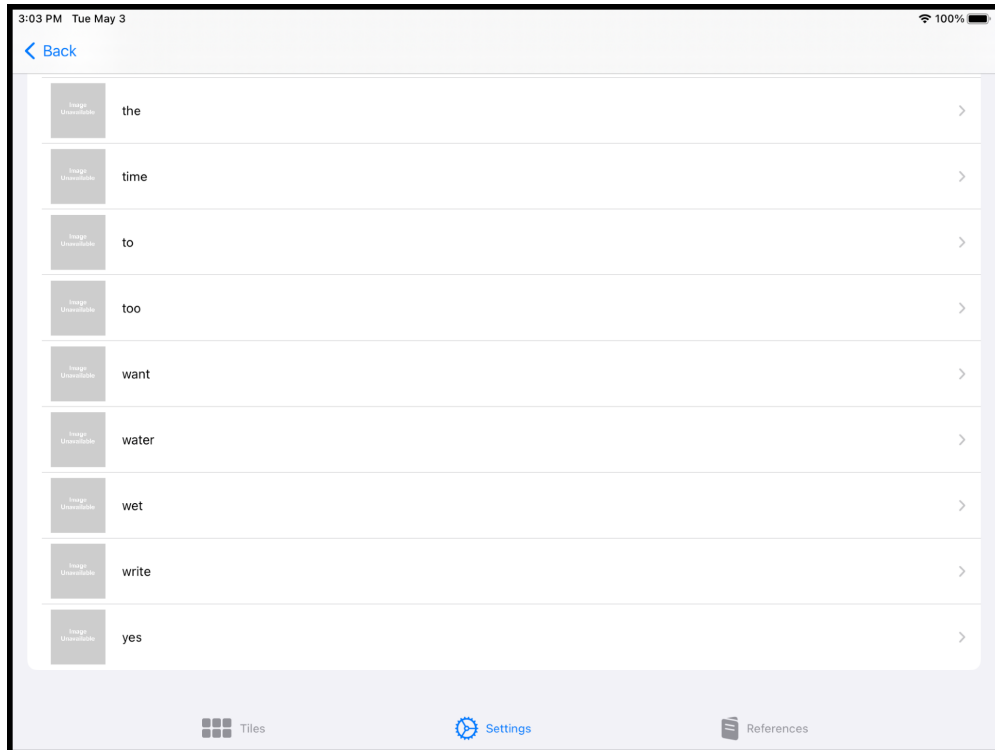 3:03 PM Tue May 3 100%
Back
Image
Unavailable
the
Image
Unavailable
time
Image
Unavailable
to
Image
Unavailable
too
Image
Unavailable
want
Image
Unavailable
water
Image
Unavailable
wet
Image
Unavailable
write
Image
Unavailable
yes
Tiles Settings References